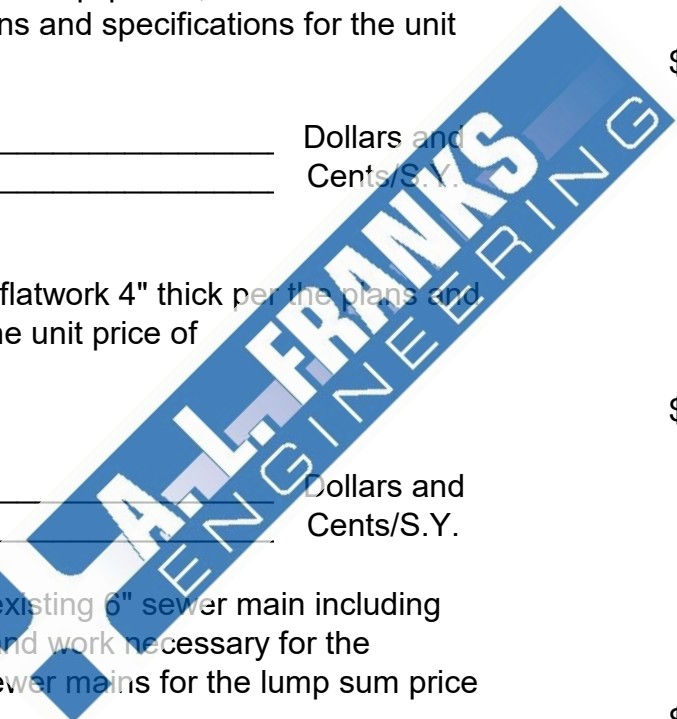 ns and specifications for the unit
$
Dollars and
Cents/S.Y.
flatwork 4" thick per the plans and
he unit price of
$
Dollars and
Cents/S.Y.
existing 6" sewer main including
and work necessary for the
ewer mains for the lump sum price
A.L. FRANKS
ENGINEERING